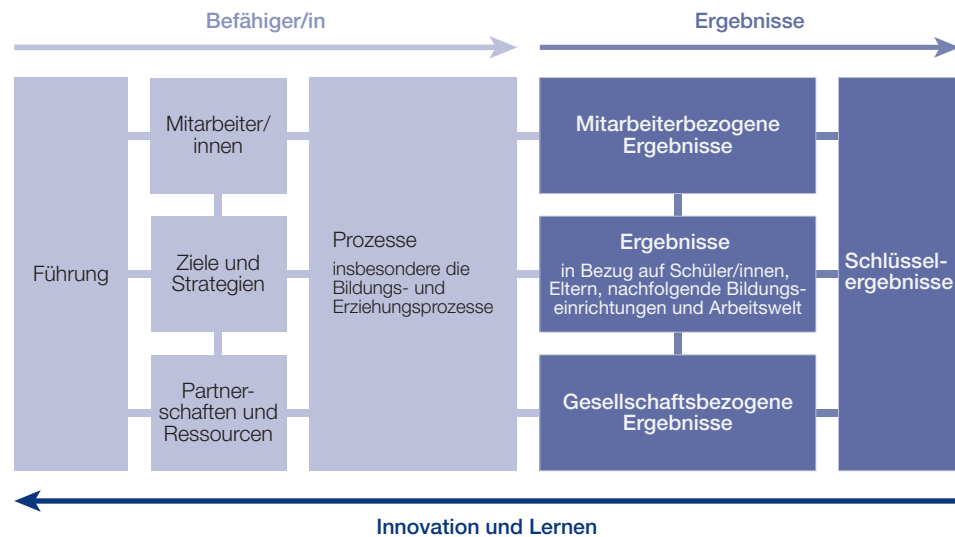 Befähiger/in
Ergebnisse
Führung
Mitarbeiter/
innen
Ziele und
Strategien
Partner-
schaften und
Ressourcen
Prozesse
insbesondere die
Bildungs- und
Erziehungsprozesse
Mitarbeiterbezogene
Ergebnisse
Ergebnisse
in Bezug auf Schüler/innen,
Eltern, nachfolgende Bildungs-
einrichtungen und Arbeitswelt
Gesellschaftsbezogene
Ergebnisse
Schlüssel-
ergebnisse
Innovation und Lernen